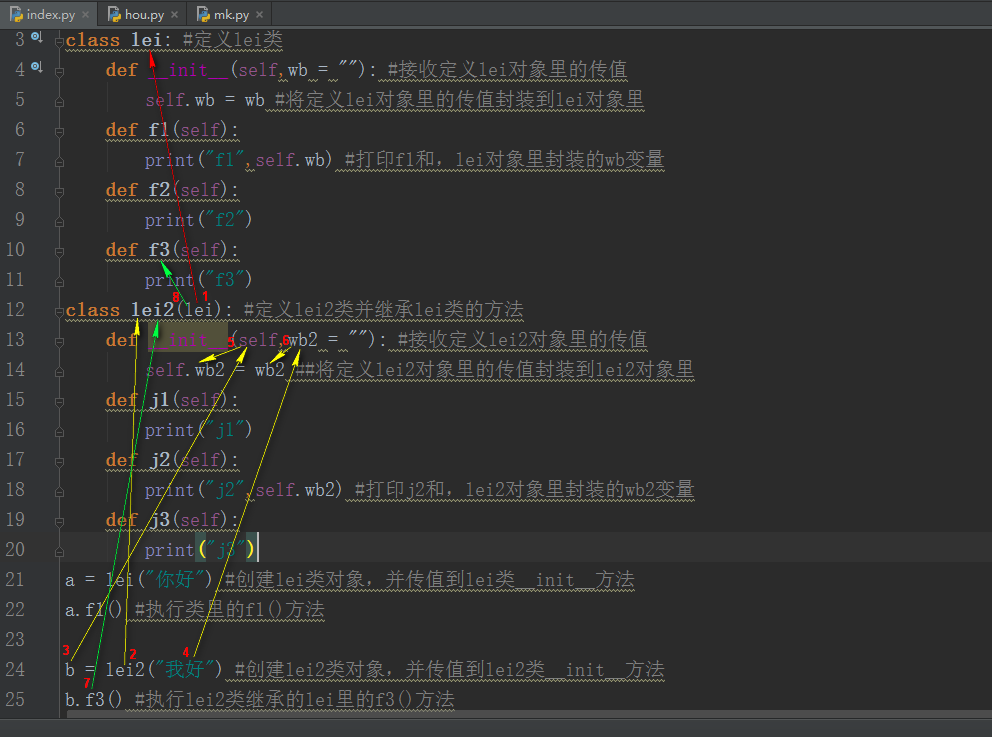 index.py × hou.py × mk.py ×
3 class lei: #定义lei类
4 def __init__(self,wb = ""): #接收定义lei对象里的传值
5 self.wb = wb #将定义lei对象里的传值封装到lei对象里
6 def f1(self):
7 print("f1",self.wb) #打印f1和，lei对象里封装的wb变量
8 def f2(self):
9 print("f2")
10 def f3(self):
11 print("f3")
8 1
12 class lei2(lei): #定义lei2类并继承lei类的方法
13 def __init__(self,wb2 = ""): #接收定义lei2对象里的传值
5 6
14 self.wb2 = wb2 ##将定义lei2对象里的传值封装到lei2对象里
15 def j1(self):
16 print("j1")
17 def j2(self):
18 print("j2",self.wb2) #打印j2和，lei2对象里封装的wb2变量
19 def j3(self):
20 print("j3")
21 a = lei("你好") #创建lei类对象，并传值到lei类__init__方法
22 a.f1() #执行类里的f1()方法
23
3 2 4
24 b = lei2("我好") #创建lei2类对象，并传值到lei2类__init__方法
7
25 b.f3() #执行lei2类继承的lei里的f3()方法